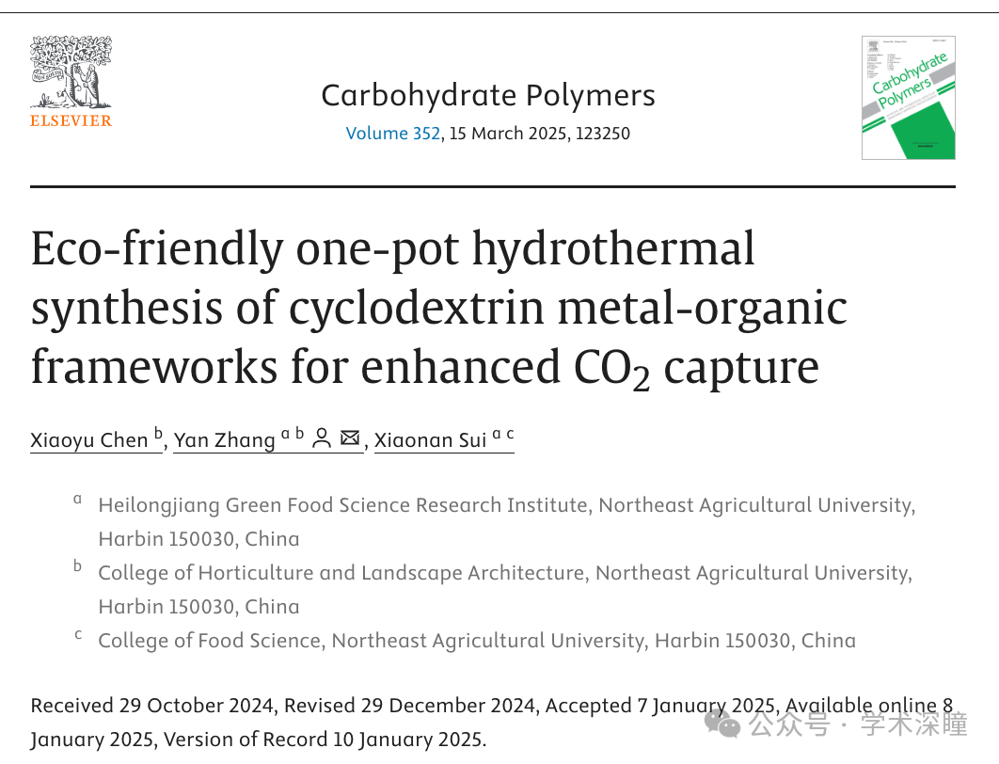 ELSEVIER
Carbohydrate Polymers
Volume 352, 15 March 2025, 123250
Carbohydrate
Polymers
Eco-friendly one-pot hydrothermal
synthesis of cyclodextrin metal-organic
frameworks for enhanced CO₂ capture
Xiaoyu Chen ᵇ, Yan Zhang ᵃ ᵇ, Xiaonan Sui ᵃ ᶜ
a Heilongjiang Green Food Science Research Institute, Northeast Agricultural University,
Harbin 150030, China
b College of Horticulture and Landscape Architecture, Northeast Agricultural University,
Harbin 150030, China
c College of Food Science, Northeast Agricultural University, Harbin 150030, China
Received 29 October 2024, Revised 29 December 2024, Accepted 7 January 2025, Available online 8
January 2025, Version of Record 10 January 2025.
公众号 · 学术深瞳